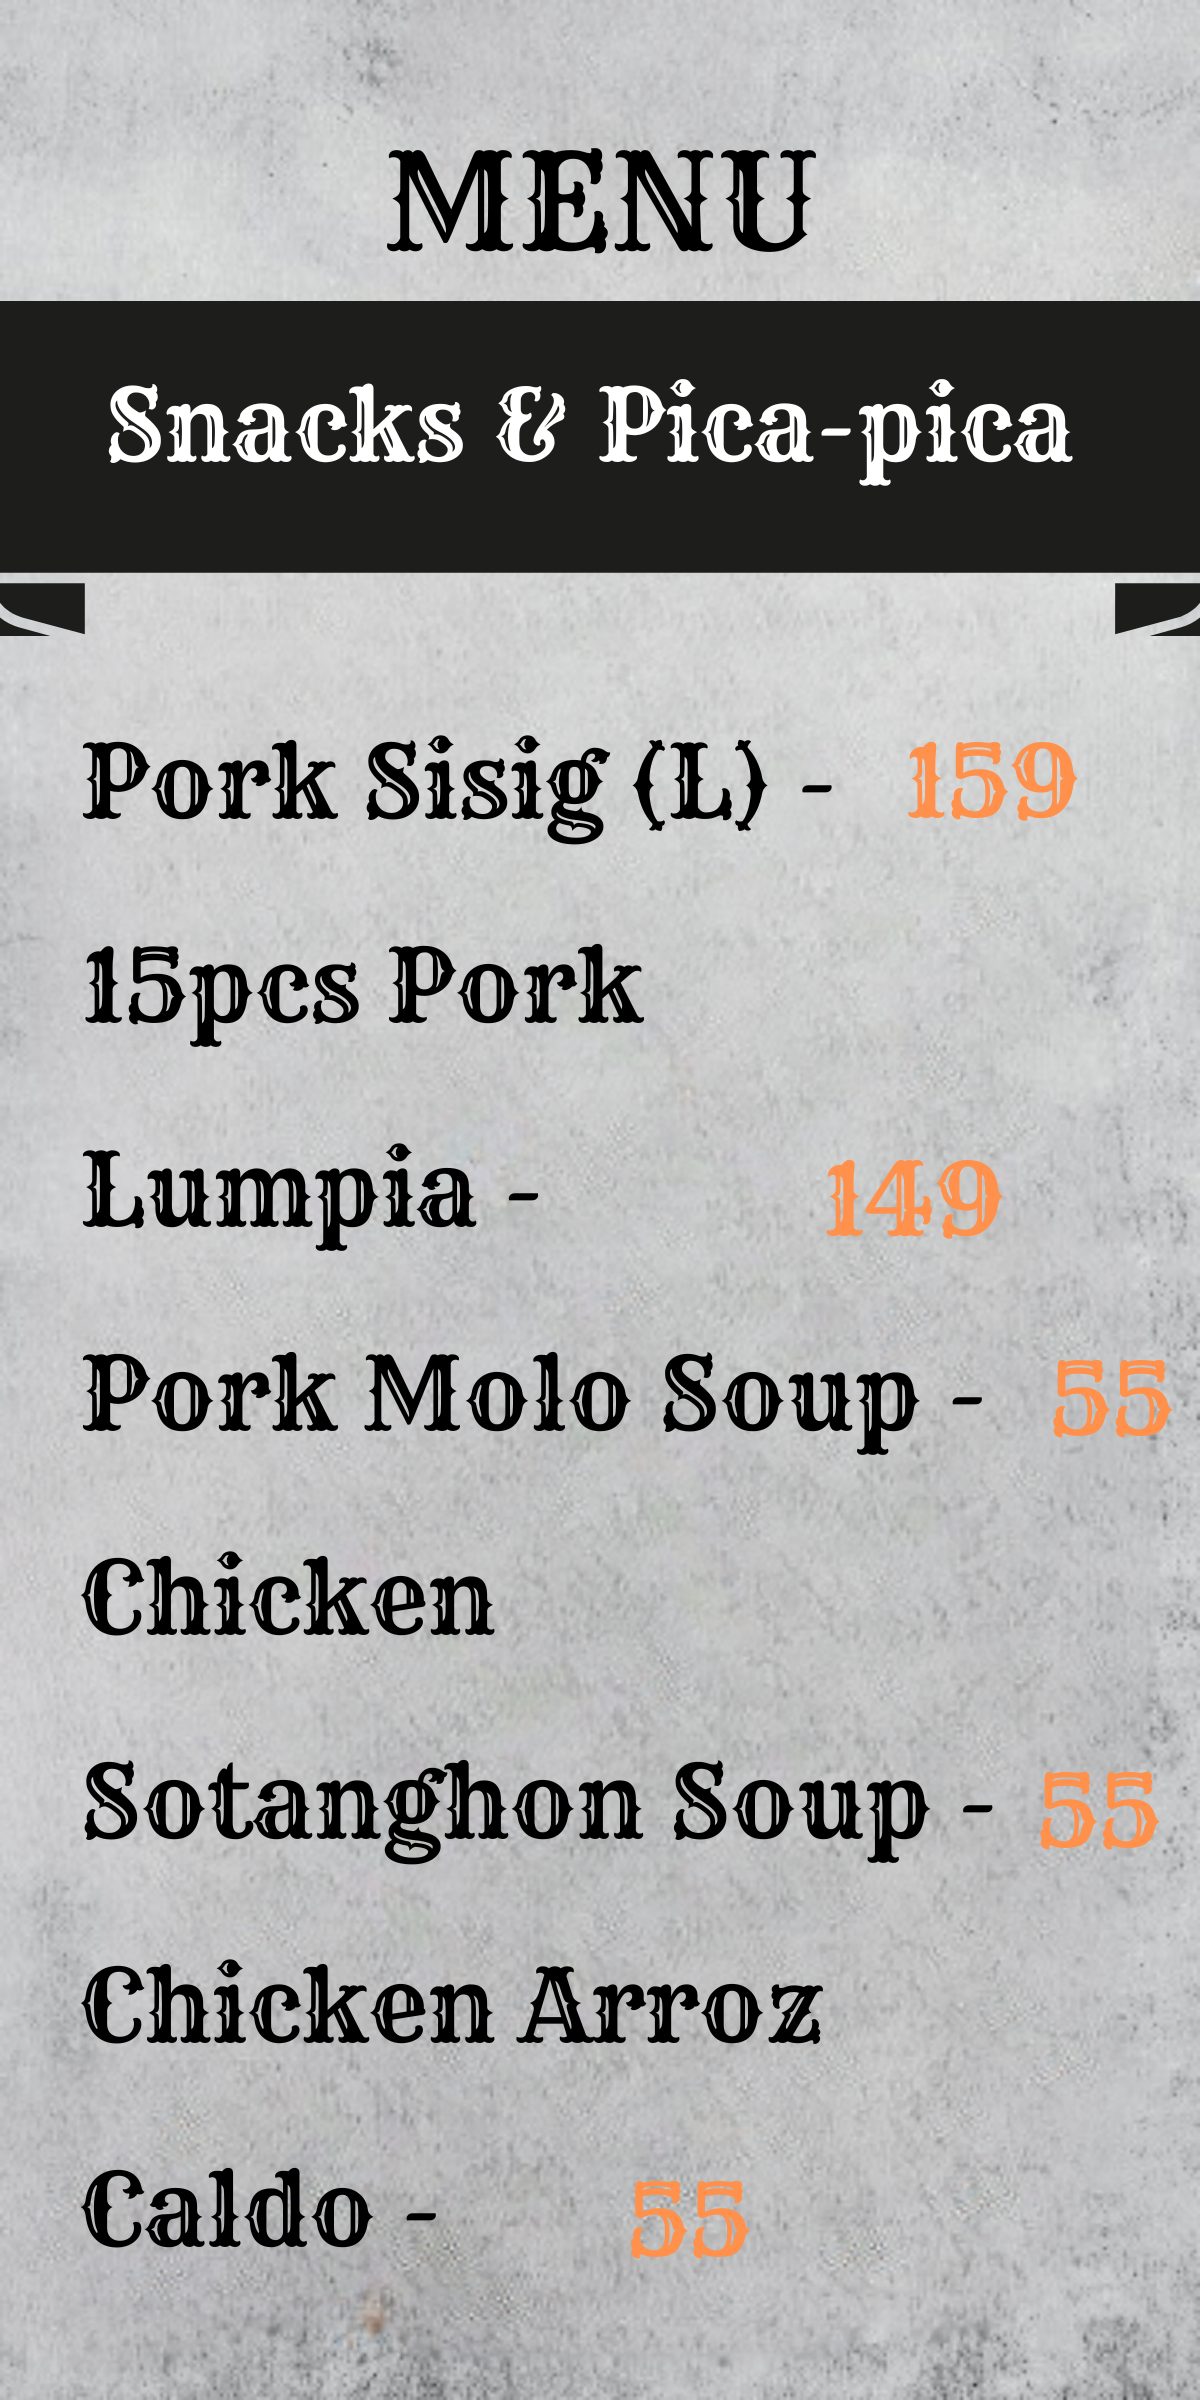 MENU
Snacks & Pica-pica
Pork Sisig (L) - 159
15pcs Pork
Lumpia - 149
Pork Molo Soup - 55
Chicken
Sotanghon Soup - 55
Chicken Arroz
Caldo - 55